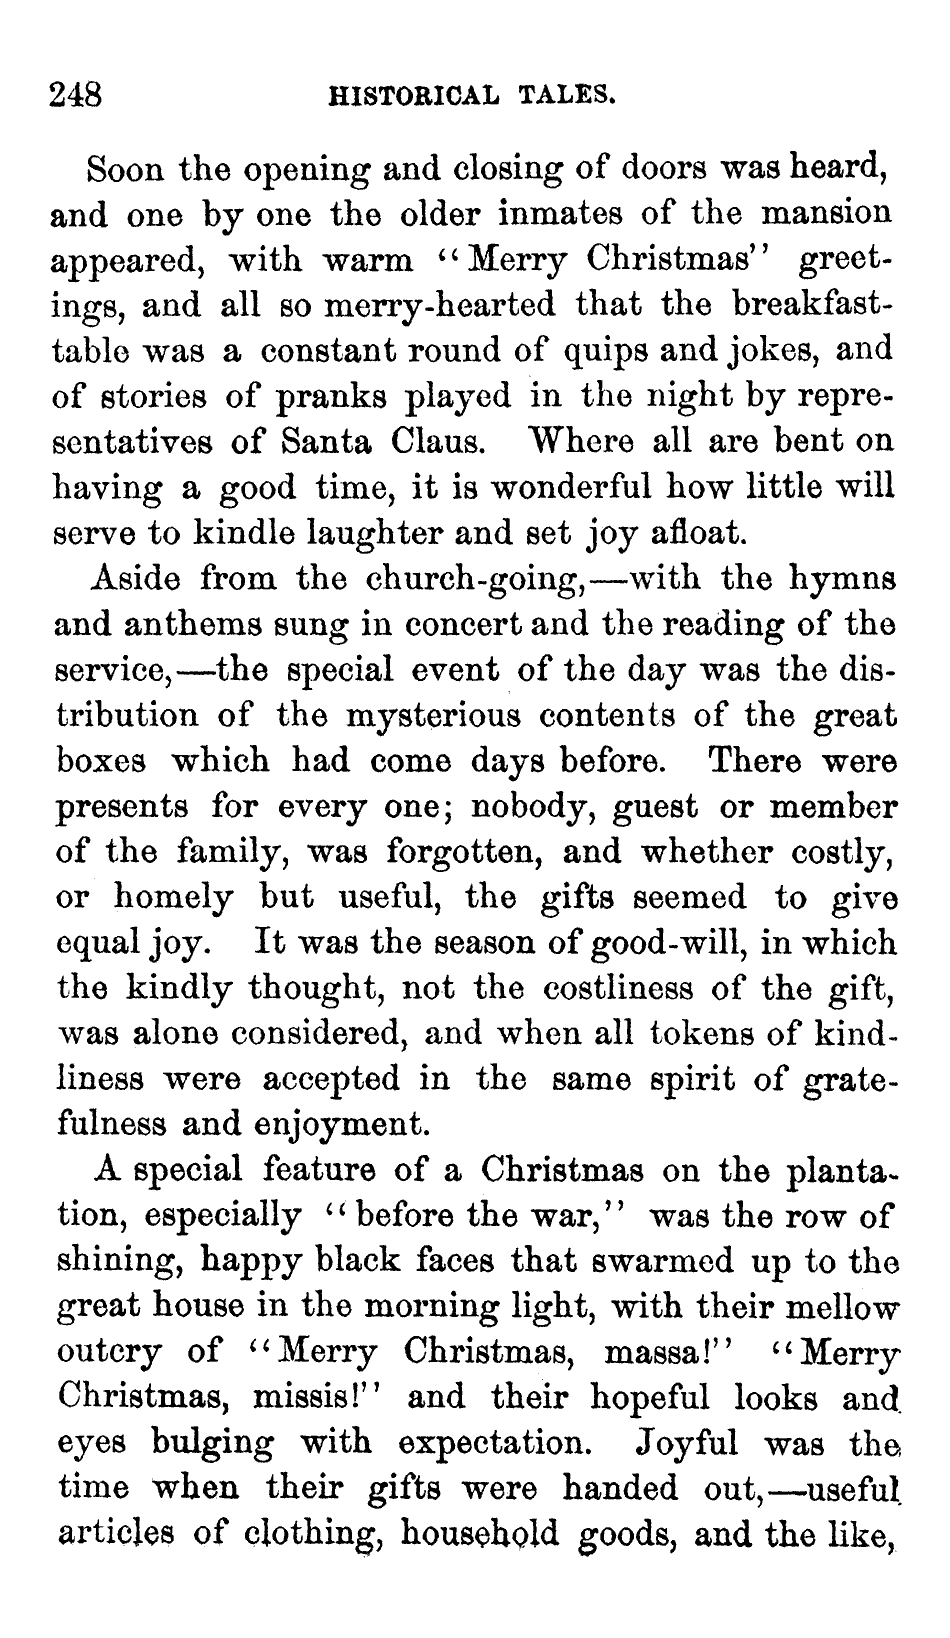 248 HISTORICAL TALES.
Soon the opening and closing of doors was heard,
and one by one the older inmates of the mansion
appeared, with warm “Merry Christmas” greet-
ings, and all so merry-hearted that the breakfast-
table was a constant round of quips and jokes, and
of stories of pranks played in the night by repre-
sentatives of Santa Claus. Where all are bent on
having a good time, it is wonderful how little will
serve to kindle laughter and set joy afloat.
Aside from the church-going,—with the hymns
and anthems sung in concert and the reading of the
service,—the special event of the day was the dis-
tribution of the mysterious contents of the great
boxes which had come days before. There were
presents for every one; nobody, guest or member
of the family, was forgotten, and whether costly,
or homely but useful, the gifts seemed to give
equal joy. It was the season of good-will, in which
the kindly thought, not the costliness of the gift,
was alone considered, and when all tokens of kind-
liness were accepted in the same spirit of grate-
fulness and enjoyment.
A special feature of a Christmas on the planta-
tion, especially “before the war,” was the row of
shining, happy black faces that swarmed up to the
great house in the morning light, with their mellow
outcry of “Merry Christmas, massa!” “Merry
Christmas, missis!” and their hopeful looks and
eyes bulging with expectation. Joyful was the
time when their gifts were handed out,—useful
articles of clothing, household goods, and the like,